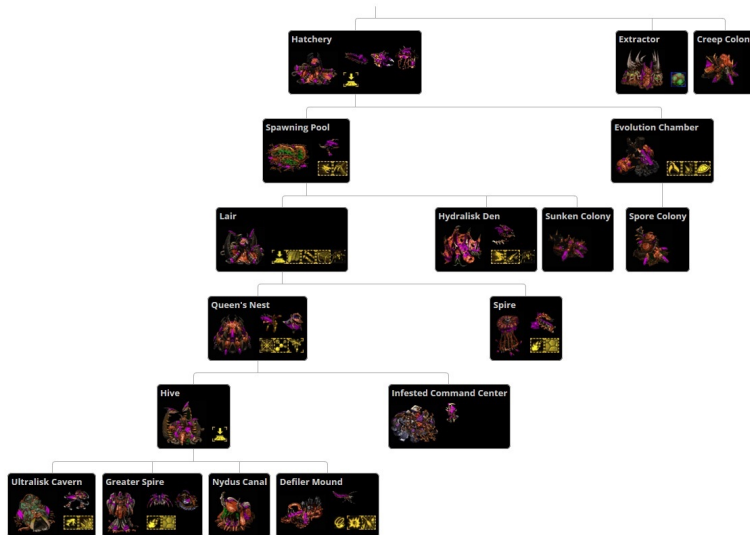 Hatchery
Extractor
Creep Colon
Spawning Pool
Evolution Chamber
Lair
Hydralisk Den
Sunken Colony
Spore Colony
Queen's Nest
Spire
Hive
Infested Command Center
Ultralisk Cavern
Greater Spire
Nydus Canal
Defiler Mound